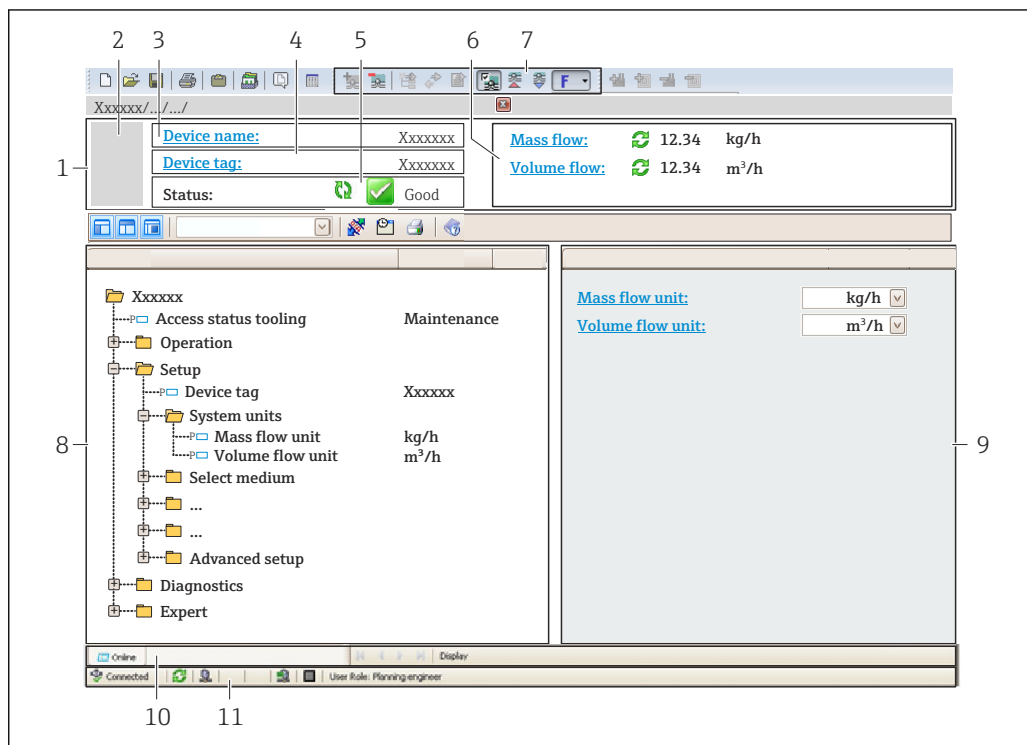 2 3 4 5 6 7
F
Xxxxxx/.../.../
1
Device name: Xxxxxxx
Device tag: Xxxxxxx
Status: Good
Mass flow: 12.34 kg/h
Volume flow: 12.34 m³/h
Xxxxxx
P Access status tooling Maintenance
Operation
Setup
P Device tag Xxxxxx
System units
P Mass flow unit kg/h
P Volume flow unit m³/h
Select medium
...
...
Advanced setup
Diagnostics
Expert
8
Mass flow unit: kg/h
Volume flow unit: m³/h
9
Online Display
Connected User Role: Planning engineer
10 11